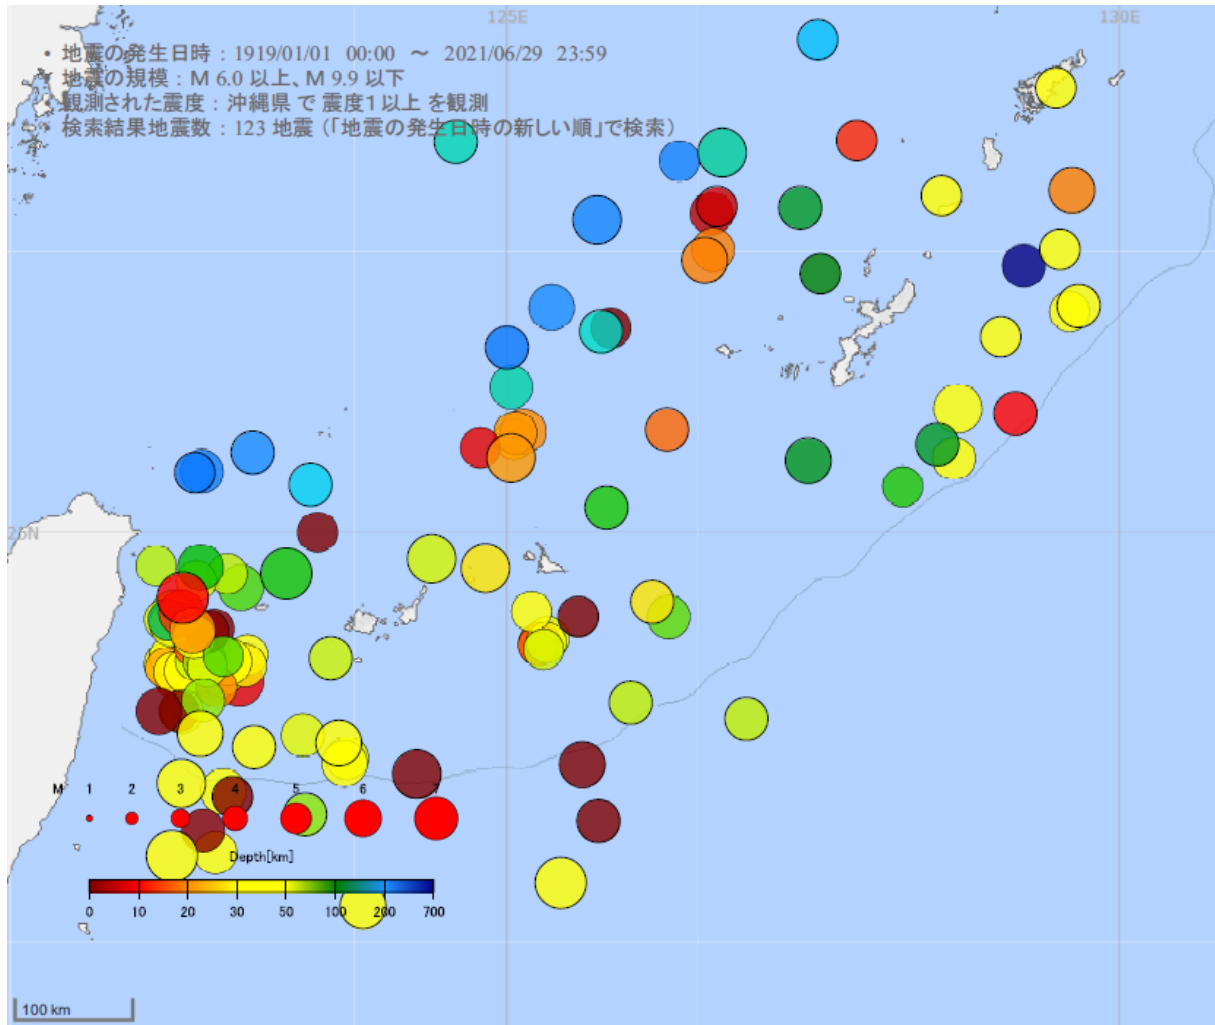 125E 130E
• 地震の発生日時 : 1919/01/01 00:00 ～ 2021/06/29 23:59
• 地震の規模 : M 6.0 以上、M 9.9 以下
• 観測された震度 : 沖縄県 で 震度1 以上 を観測
• 検索結果地震数 : 123 地震 (「地震の発生日時の新しい順」で検索)
M 1 2 3 4 5 6 7
Depth[km]
0 10 20 30 50 100 200 700
100 km